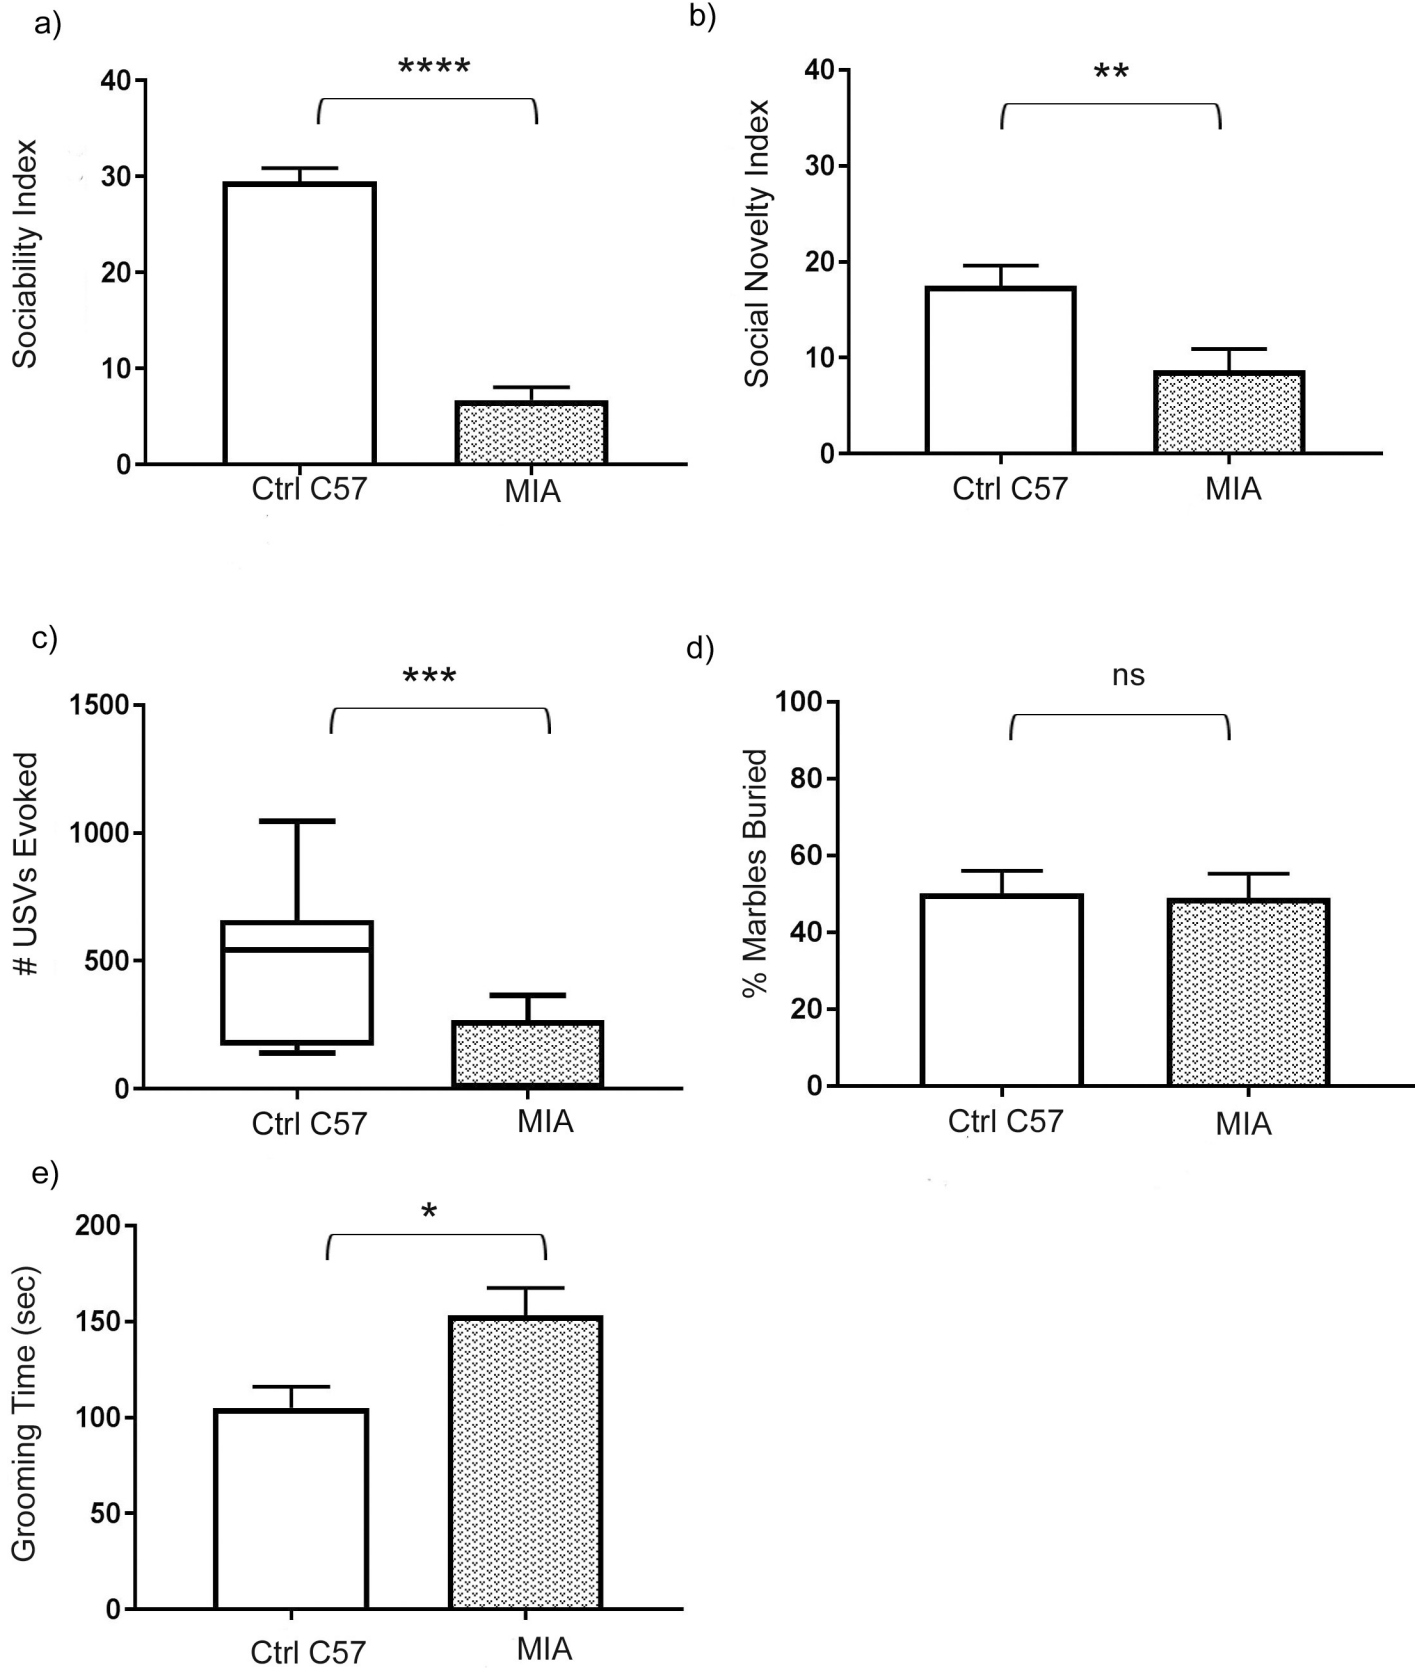 a)
****
Sociability Index
40
30
20
10
0
Ctrl C57
MIA
b)
**
Social Novelty Index
40
30
20
10
0
Ctrl C57
MIA
c)
***
# USVs Evoked
1500
1000
500
0
Ctrl C57
MIA
d)
ns
% Marbles Buried
100
80
60
40
20
0
Ctrl C57
MIA
e)
*
Grooming Time (sec)
200
150
100
50
0
Ctrl C57
MIA